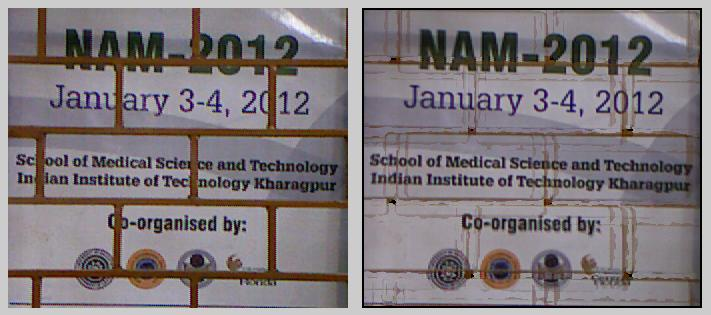 NAM-2012
January 3-4, 2012
School of Medical Science and Technology
Indian Institute of Technology Kharagpur
Co-organised by:
NAM-2012
January 3-4, 2012
School of Medical Science and Technology
Indian Institute of Technology Kharagpur
Co-organised by: